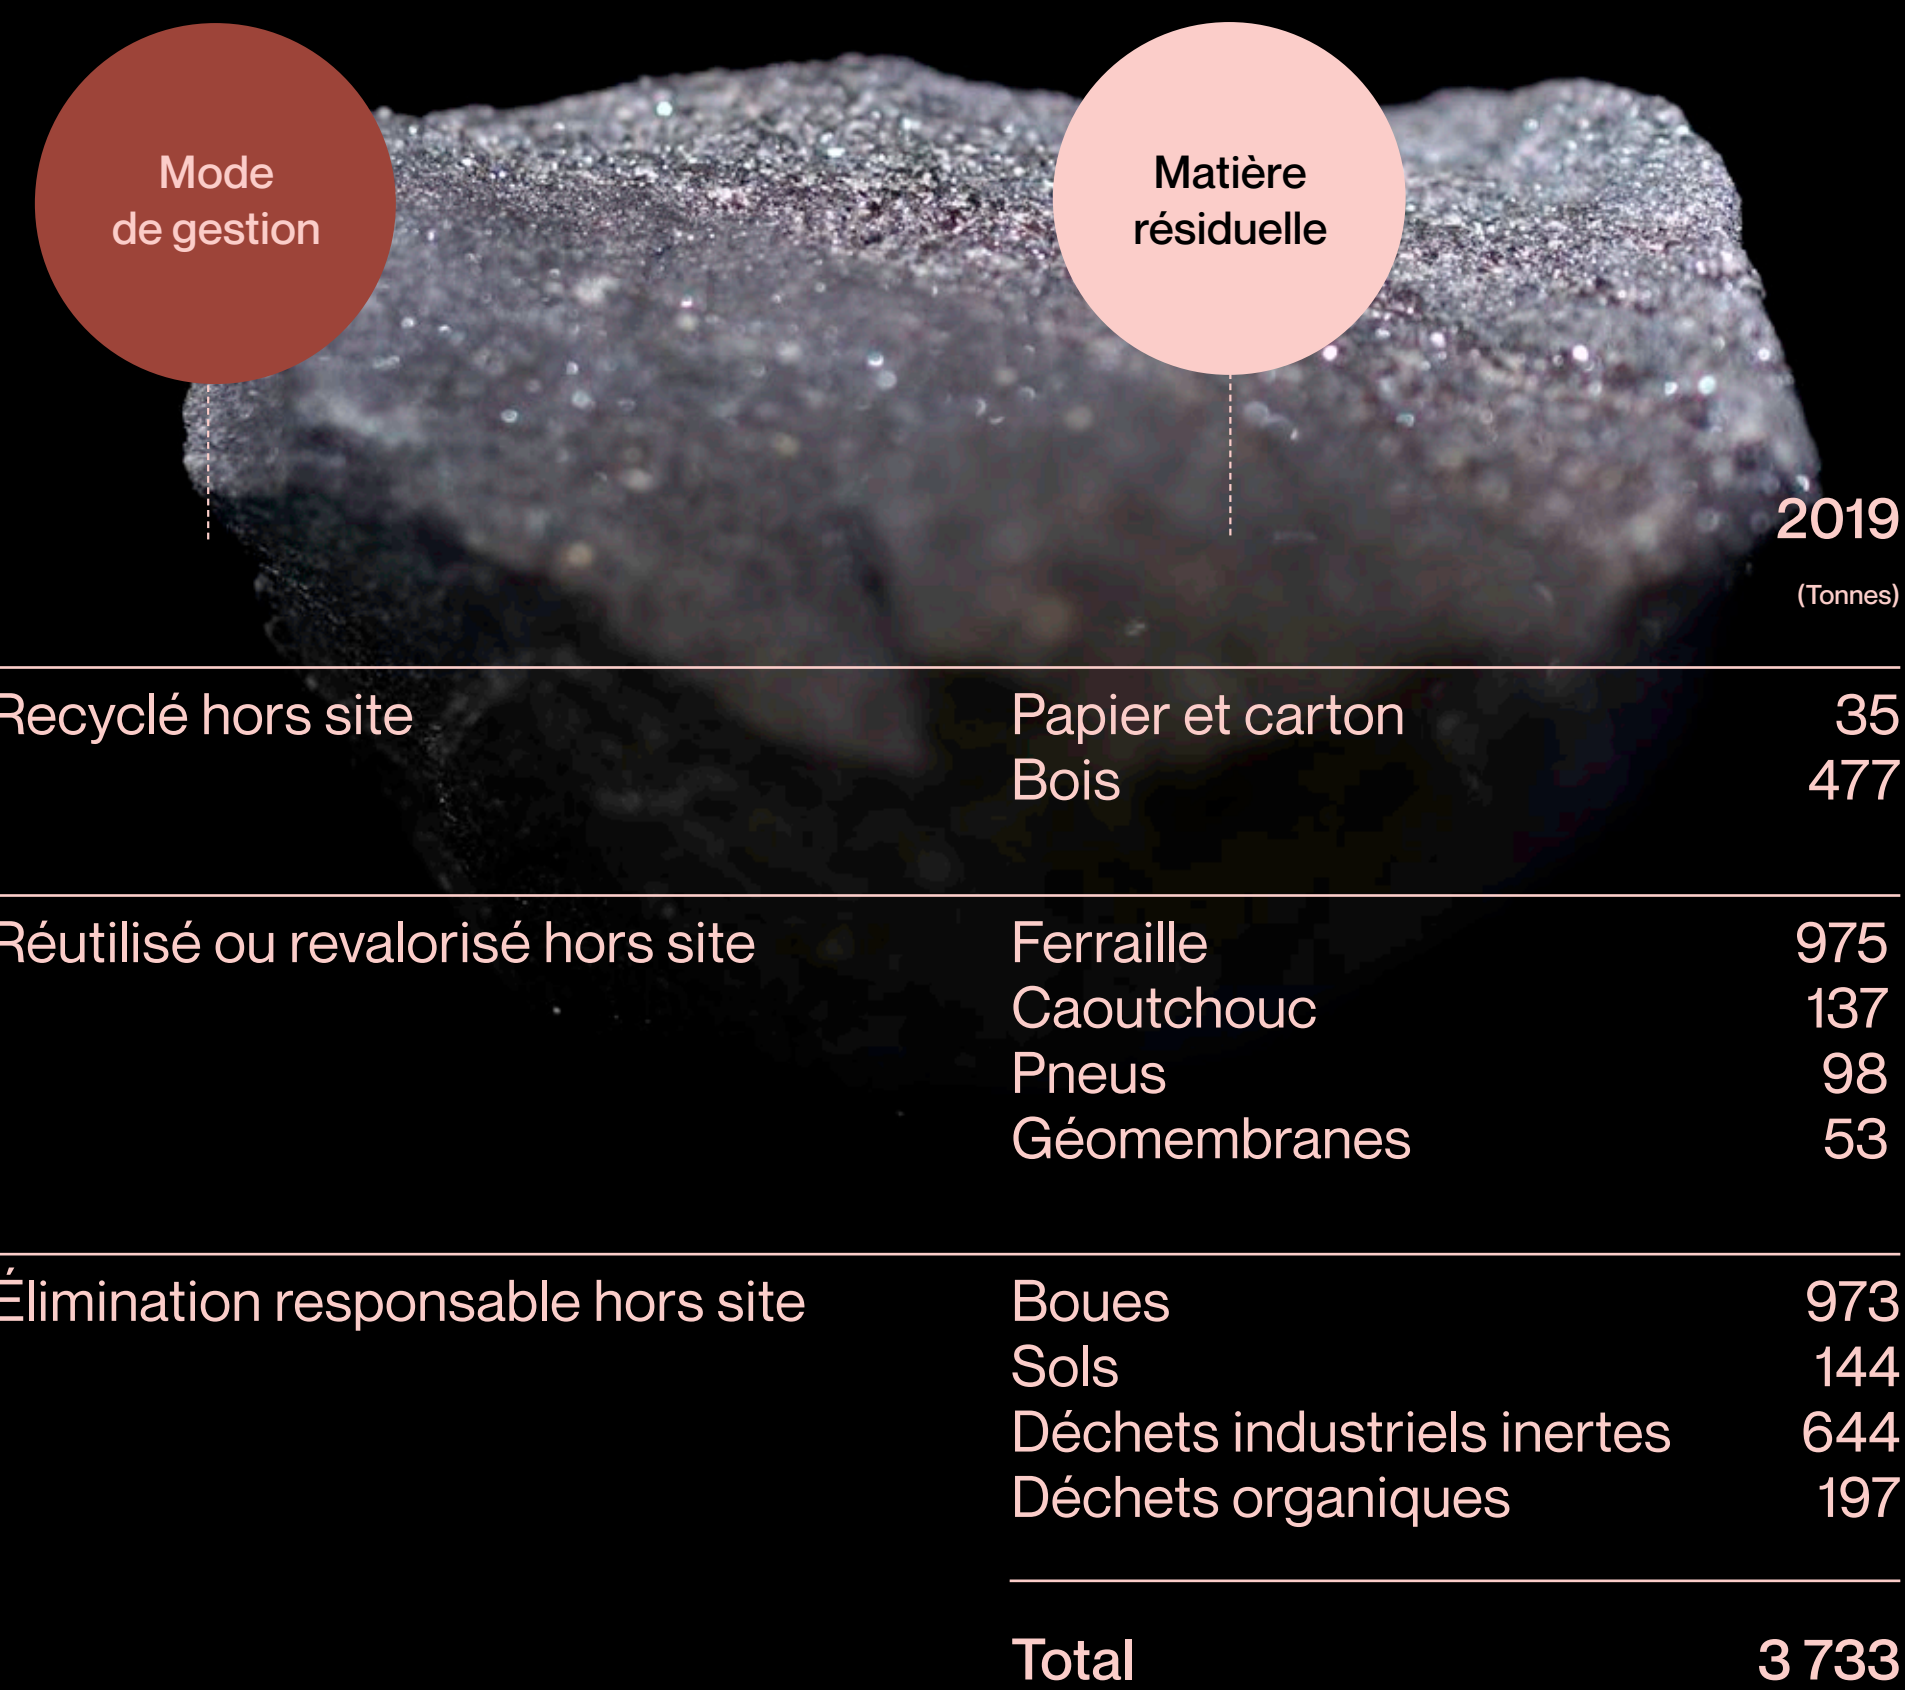 Mode
de gestion
Matière
résiduelle
2019
(Tonnes)
Recyclé hors site
Papier et carton 35
Bois 477
Réutilisé ou revalorisé hors site
Ferraille 975
Caoutchouc 137
Pneus 98
Géomembranes 53
Élimination responsable hors site
Boues 973
Sols 144
Déchets industriels inertes 644
Déchets organiques 197
Total 3 733